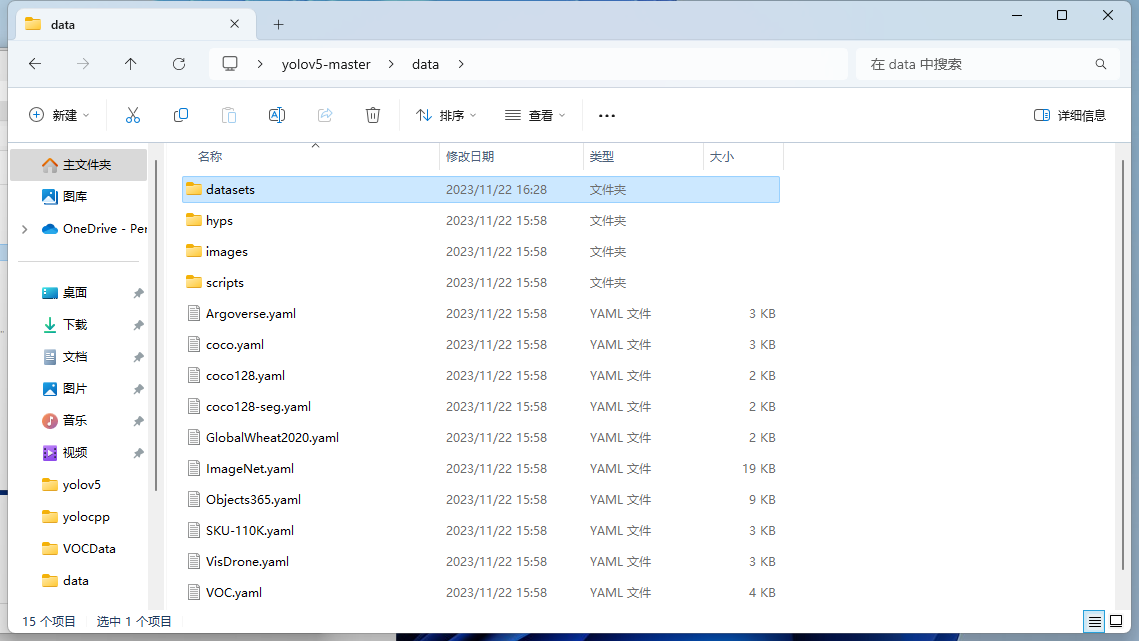 data
yolov5-master
data
在 data 中搜索
新建
排序
查看
详细信息
主文件夹
图库
OneDrive - Per
桌面
下载
文档
图片
音乐
视频
yolov5
yolocpp
VOCData
data
名称 修改日期 类型 大小
datasets 2023/11/22 16:28 文件夹
hyps 2023/11/22 15:58 文件夹
images 2023/11/22 15:58 文件夹
scripts 2023/11/22 15:58 文件夹
Argoverse.yaml 2023/11/22 15:58 YAML 文件 3 KB
coco.yaml 2023/11/22 15:58 YAML 文件 3 KB
coco128.yaml 2023/11/22 15:58 YAML 文件 2 KB
coco128-seg.yaml 2023/11/22 15:58 YAML 文件 2 KB
GlobalWheat2020.yaml 2023/11/22 15:58 YAML 文件 2 KB
ImageNet.yaml 2023/11/22 15:58 YAML 文件 19 KB
Objects365.yaml 2023/11/22 15:58 YAML 文件 9 KB
SKU-110K.yaml 2023/11/22 15:58 YAML 文件 3 KB
VisDrone.yaml 2023/11/22 15:58 YAML 文件 3 KB
VOC.yaml 2023/11/22 15:58 YAML 文件 4 KB
15 个项目 选中 1 个项目